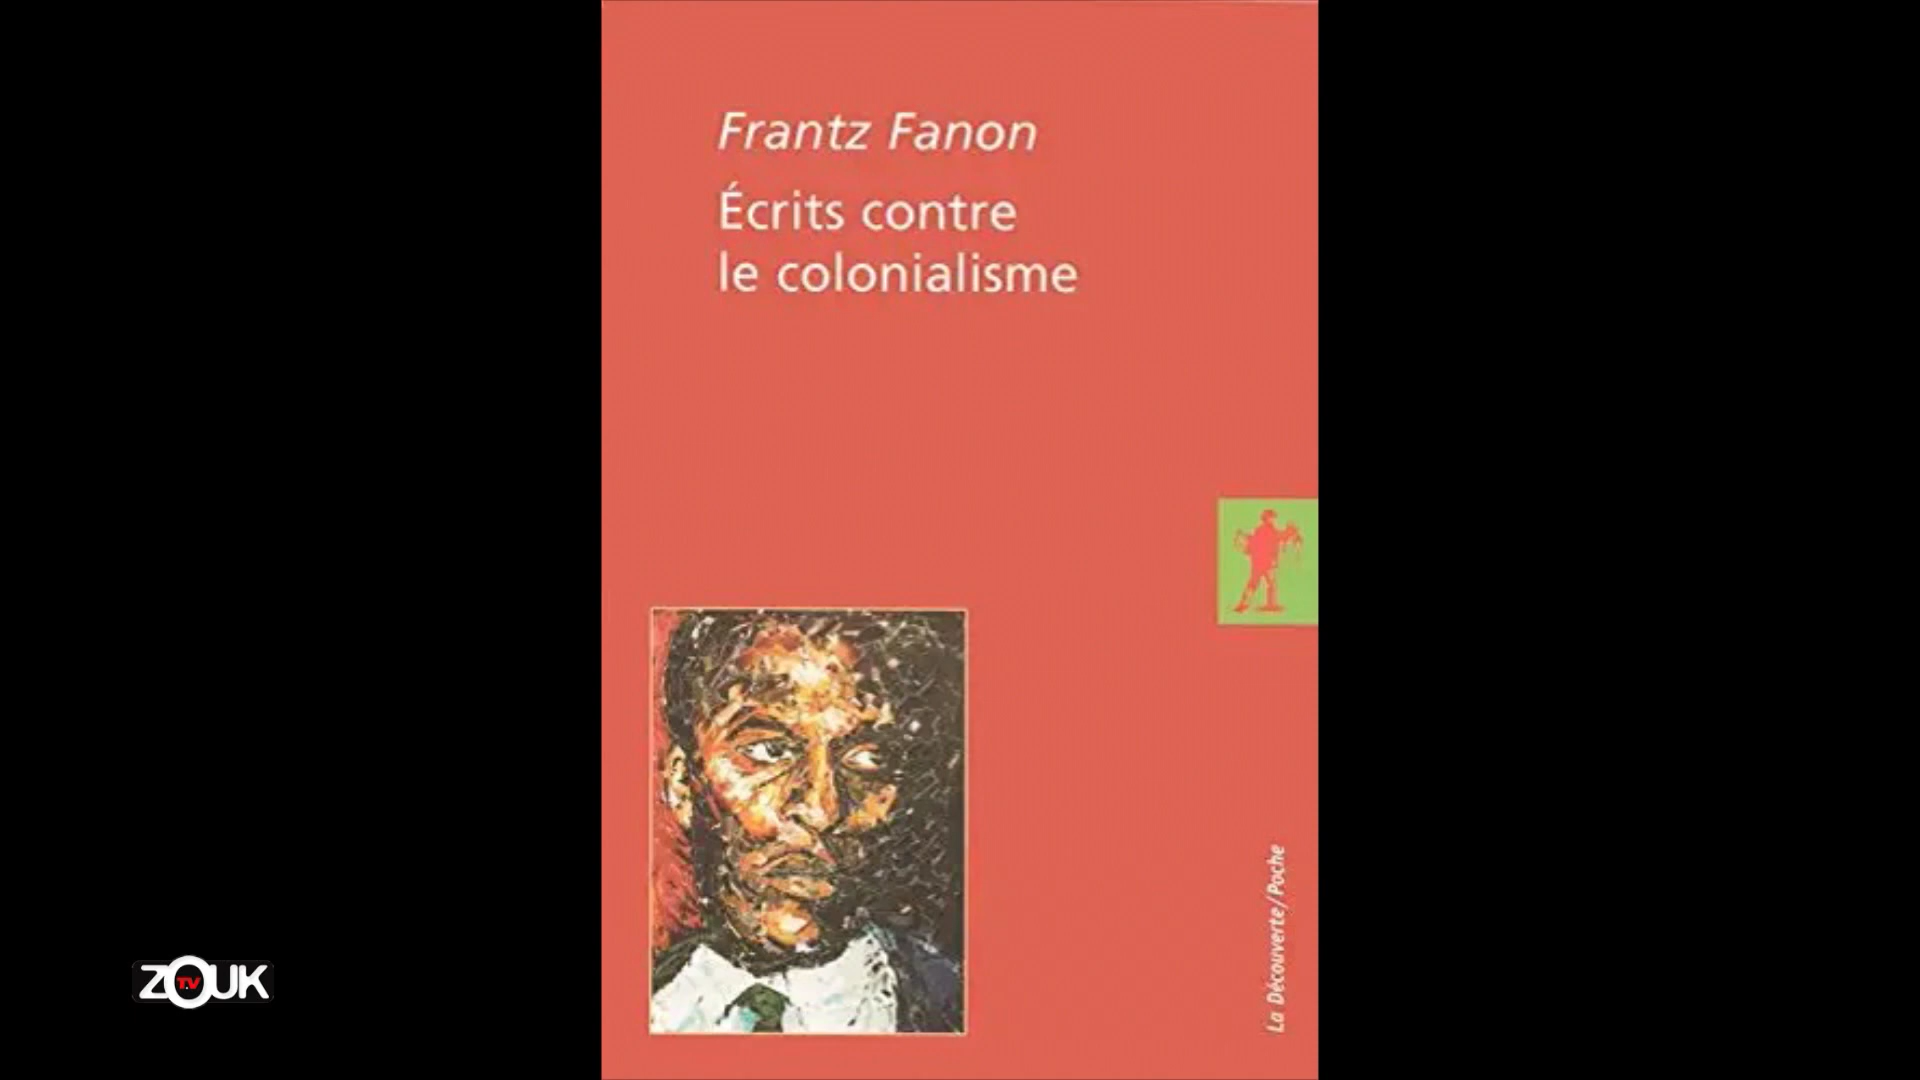 Frantz Fanon
Écrits contre
le colonialisme
La Découverte/Poche
ZOUK
TV